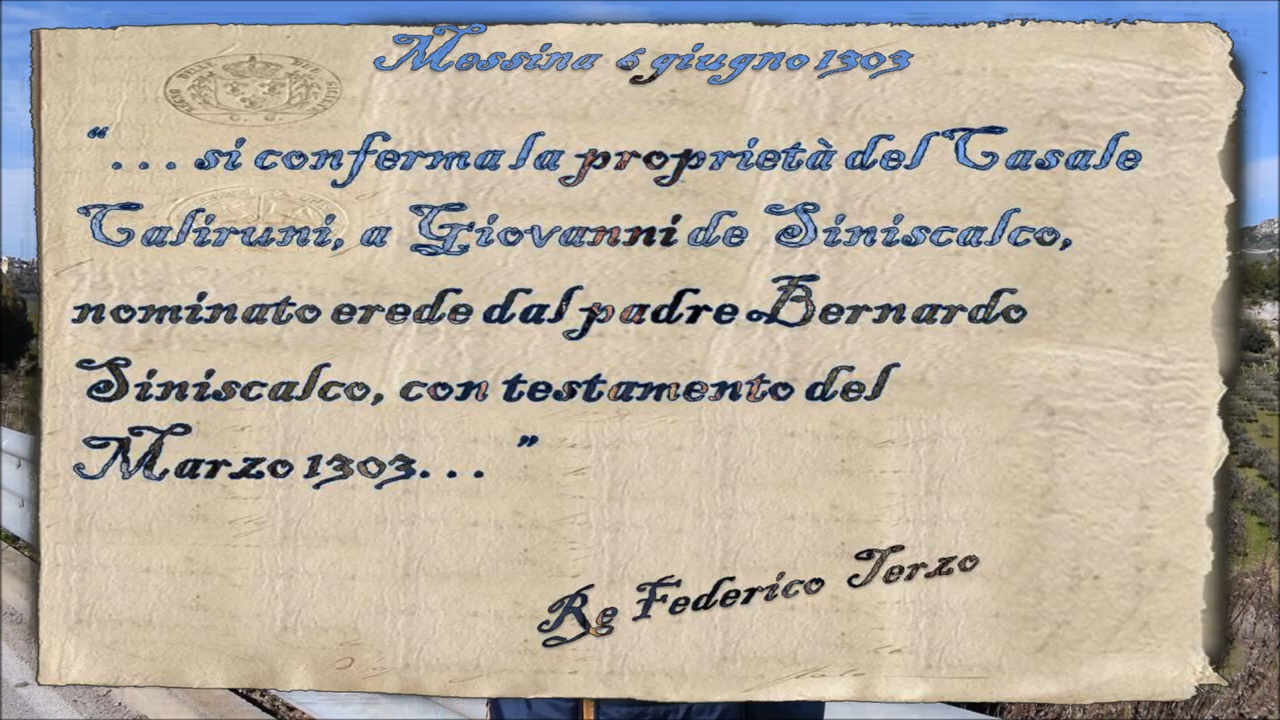 Messina 6 giugno 1303
“... si conferma la proprietà del Casale
Caliruni, a Giovanni de Siniscalco,
nominato erede dal padre Bernardo
Siniscalco, con testamento del
Marzo 1303... ”
Re Federico Terzo